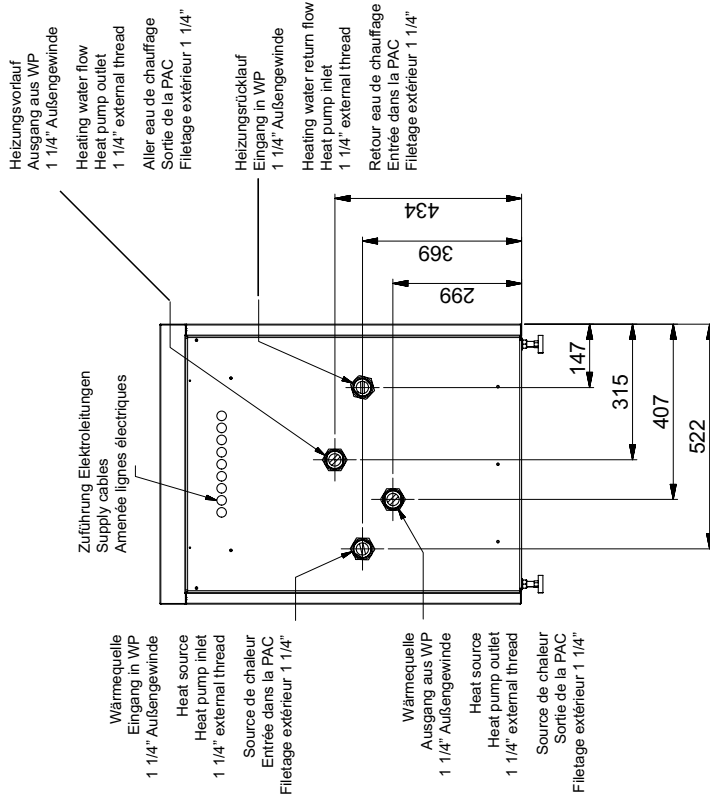 Heizungsvorlauf
Ausgang aus WP
1 1/4" Außengewinde
Heating water flow
Heat pump outlet
1 1/4" external thread
Aller eau de chauffage
Sortie de la PAC
Filetage extérieur 1 1/4"
Heizungsrücklauf
Eingang in WP
1 1/4" Außengewinde
Heating water return flow
Heat pump inlet
1 1/4" external thread
Retour eau de chauffage
Entrée dans la PAC
Filetage extérieur 1 1/4"
Zuführung Elektroleitungen
Supply cables
Amenée lignes électriques
434
369
299
147
315
407
522
Wärmequelle
Eingang in WP
1 1/4" Außengewinde
Heat source
Heat pump inlet
1 1/4" external thread
Source de chaleur
Entrée dans la PAC
Filetage extérieur 1 1/4"
Wärmequelle
Ausgang aus WP
1 1/4" Außengewinde
Heat source
Heat pump outlet
1 1/4" external thread
Source de chaleur
Sortie de la PAC
Filetage extérieur 1 1/4"